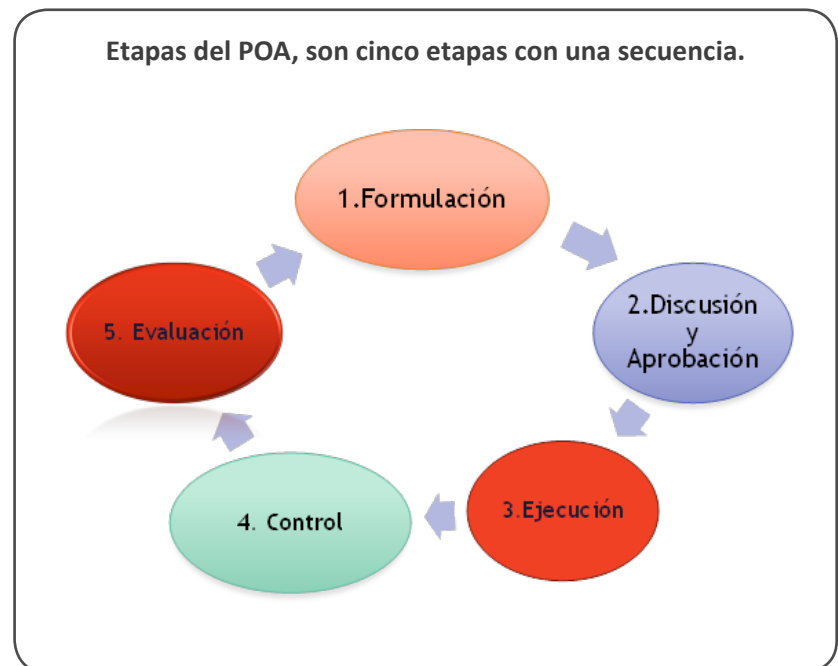 Etapas del POA, son cinco etapas con una secuencia.
1.Formulación
2.Discusión
y
Aprobación
3.Ejecución
4. Control
5. Evaluación